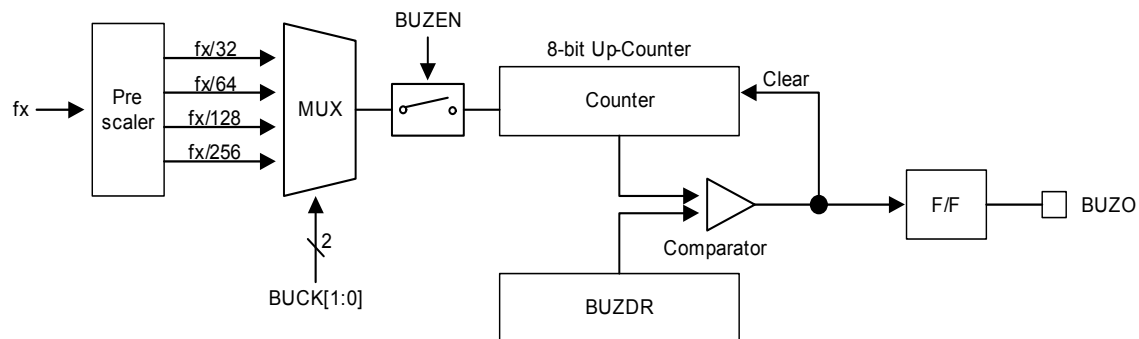 BUZEN
8-bit Up-Counter
fx
Pre
scaler
fx/32
fx/64
fx/128
fx/256
MUX
Counter
Clear
2
BUCK[1:0]
Comparator
F/F
BUZO
BUZDR